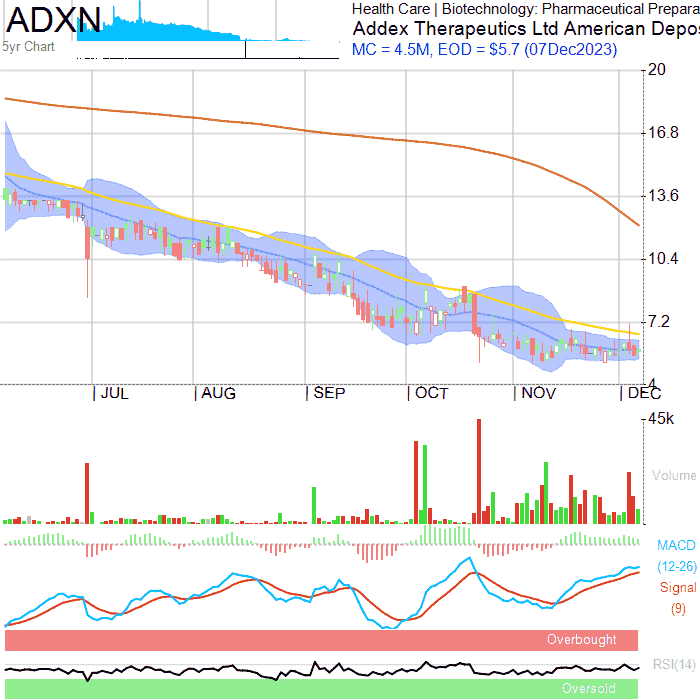 ADXN
5yr Chart
Health Care | Biotechnology: Pharmaceutical Prepara
Addex Therapeutics Ltd American Depos
MC = 4.5M, EOD = $5.7 (07Dec2023)
20
16.8
13.6
10.4
7.2
4
JUL AUG SEP OCT NOV DEC
45k
Volume
MACD
(12-26)
Signal
(9)
Overbought
RSI(14)
Oversold